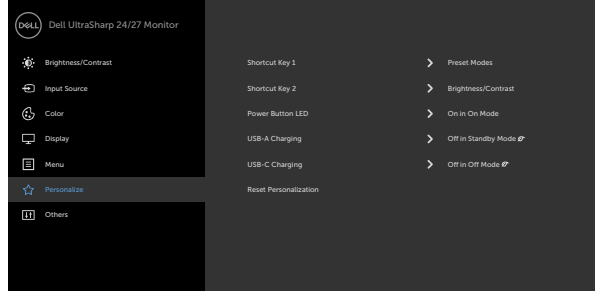 DELL Dell UltraSharp 24/27 Monitor
Brightness/Contrast
Input Source
Color
Display
Menu
Personalize
Others
Shortcut Key 1 Preset Modes
Shortcut Key 2 Brightness/Contrast
Power Button LED On in On Mode
USB-A Charging Off in Standby Mode
USB-C Charging Off in Off Mode
Reset Personalization